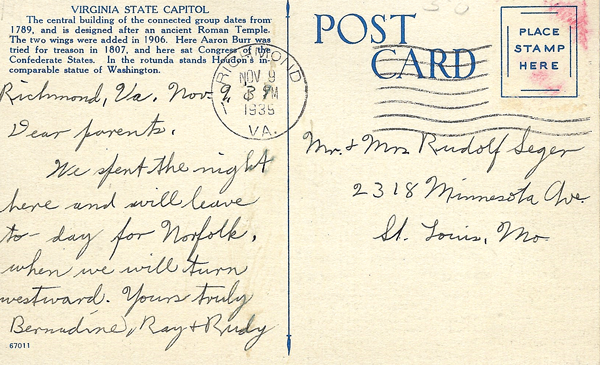 VIRGINIA STATE CAPITOL
The central building of the connected group dates from
1789, and is designed after an ancient Roman Temple.
The two wings were added in 1906. Here Aaron Burr was
tried for treason in 1807, and here sat Congress of the
Confederate States. In the rotunda stands Houdon's in-
comparable statue of Washington.
Richmond, Va. Nov. 9, 39
Dear parents.
We spent the night
here and will leave
to-day for Norfolk,
when we will turn
westward. Yours truly
Bernadine, Ray & Rudy
67011
POST
CARD
PLACE
STAMP
HERE
RICHMOND
NOV 9
PM
VA.
Mr. & Mrs. Rudolf Seger
2318 Minnesota Ave.
St. Louis, Mo